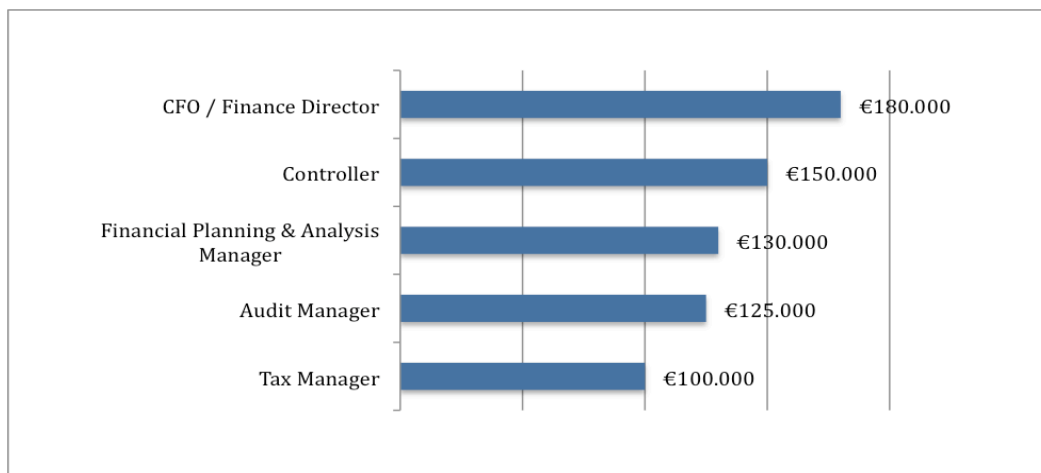 CFO / Finance Director
€180.000
Controller
€150.000
Financial Planning & Analysis
Manager
€130.000
Audit Manager
€125.000
Tax Manager
€100.000